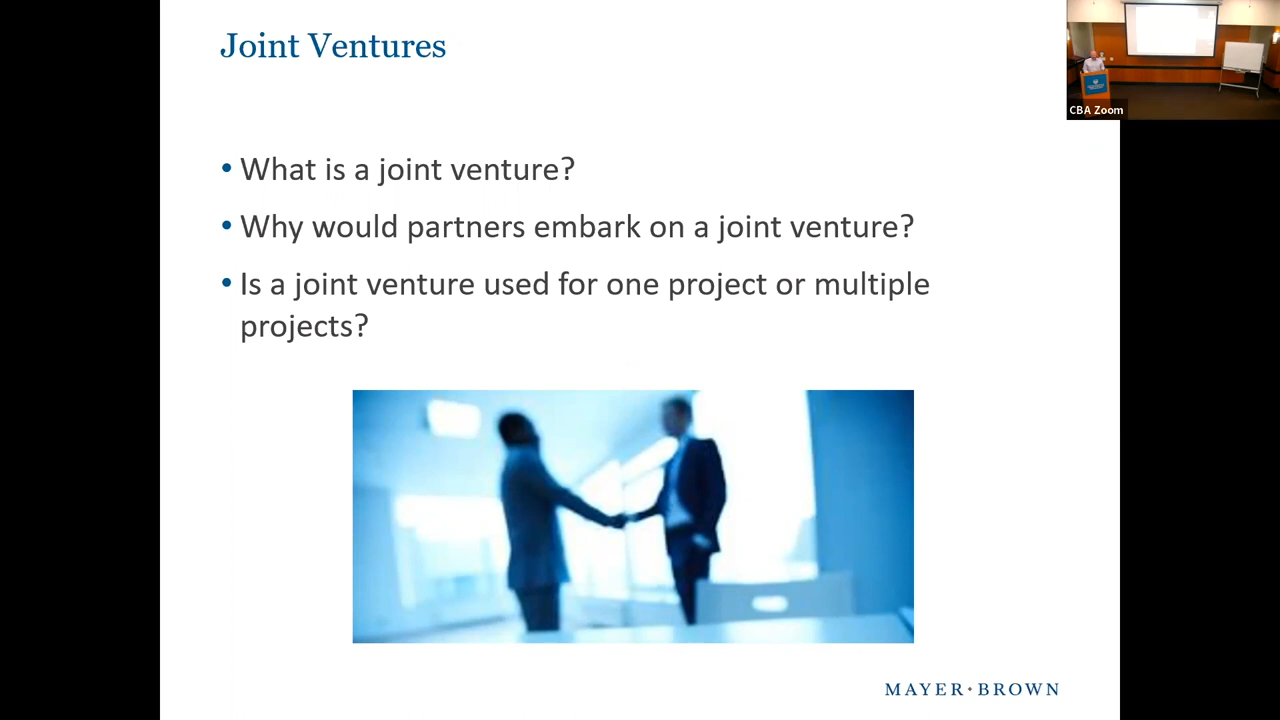 Joint Ventures
CBA Zoom
• What is a joint venture?
• Why would partners embark on a joint venture?
• Is a joint venture used for one project or multiple
projects?
MAYER•BROWN